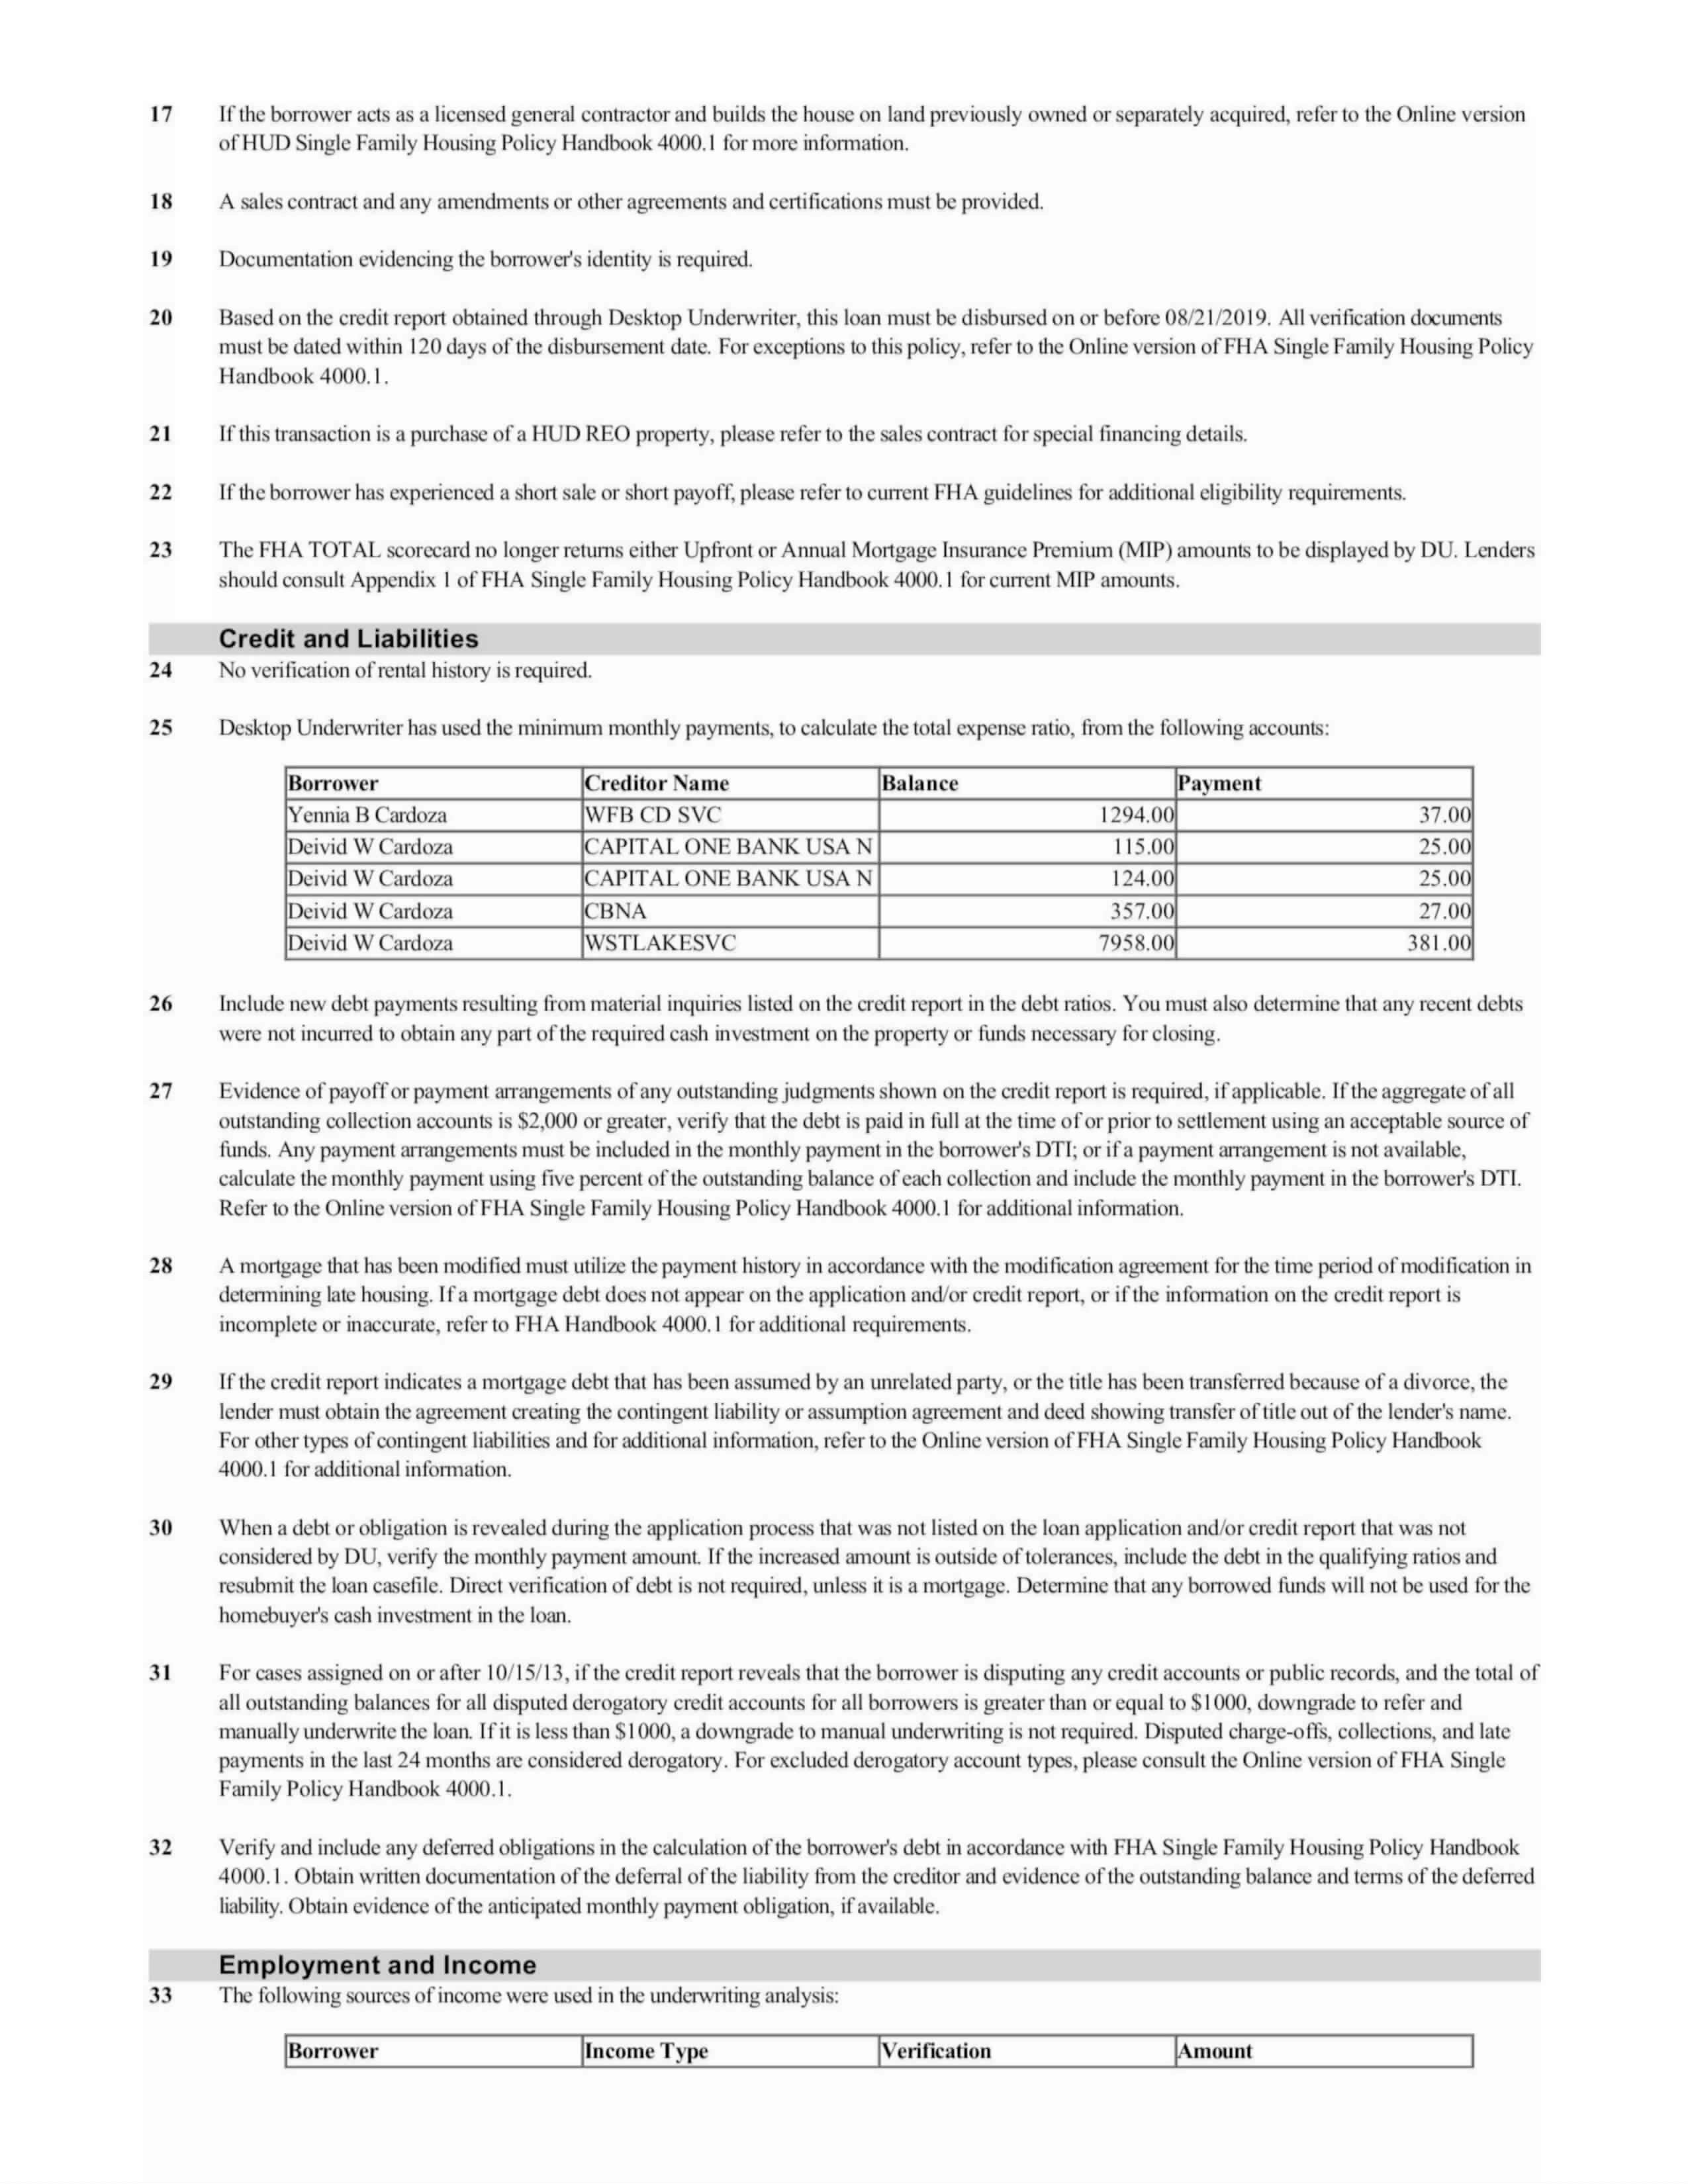 17 If the borrower acts as a licensed general contractor and builds the house on land previously owned or separately acquired, refer to the Online version
of HUD Single Family Housing Policy Handbook 4000.1 for more information.
18 A sales contract and any amendments or other agreements and certifications must be provided.
19 Documentation evidencing the borrower's identity is required.
20 Based on the credit report obtained through Desktop Underwriter, this loan must be disbursed on or before 08/21/2019. All verification documents
must be dated within 120 days of the disbursement date. For exceptions to this policy, refer to the Online version of FHA Single Family Housing Policy
Handbook 4000.1.
21 If this transaction is a purchase of a HUD REO property, please refer to the sales contract for special financing details.
22 If the borrower has experienced a short sale or short payoff, please refer to current FHA guidelines for additional eligibility requirements.
23 The FHA TOTAL scorecard no longer returns either Upfront or Annual Mortgage Insurance Premium (MIP) amounts to be displayed by DU. Lenders
should consult Appendix 1 of FHA Single Family Housing Policy Handbook 4000.1 for current MIP amounts.
Credit and Liabilities
24 No verification of rental history is required.
25 Desktop Underwriter has used the minimum monthly payments, to calculate the total expense ratio, from the following accounts:
Borrower Creditor Name Balance Payment
Yennia B Cardoza WFB CD SVC 1294.00 37.00
Deivid W Cardoza CAPITAL ONE BANK USA N 115.00 25.00
Deivid W Cardoza CAPITAL ONE BANK USA N 124.00 25.00
Deivid W Cardoza CBNA 357.00 27.00
Deivid W Cardoza WSTLAKESVC 7958.00 381.00
26 Include new debt payments resulting from material inquiries listed on the credit report in the debt ratios. You must also determine that any recent debts
were not incurred to obtain any part of the required cash investment on the property or funds necessary for closing.
27 Evidence of payoff or payment arrangements of any outstanding judgments shown on the credit report is required, if applicable. If the aggregate of all
outstanding collection accounts is $2,000 or greater, verify that the debt is paid in full at the time of or prior to settlement using an acceptable source of
funds. Any payment arrangements must be included in the monthly payment in the borrower's DTI; or if a payment arrangement is not available,
calculate the monthly payment using five percent of the outstanding balance of each collection and include the monthly payment in the borrower's DTI.
Refer to the Online version of FHA Single Family Housing Policy Handbook 4000.1 for additional information.
28 A mortgage that has been modified must utilize the payment history in accordance with the modification agreement for the time period of modification in
determining late housing. If a mortgage debt does not appear on the application and/or credit report, or if the information on the credit report is
incomplete or inaccurate, refer to FHA Handbook 4000.1 for additional requirements.
29 If the credit report indicates a mortgage debt that has been assumed by an unrelated party, or the title has been transferred because of a divorce, the
lender must obtain the agreement creating the contingent liability or assumption agreement and deed showing transfer of title out of the lender's name.
For other types of contingent liabilities and for additional information, refer to the Online version of FHA Single Family Housing Policy Handbook
4000.1 for additional information.
30 When a debt or obligation is revealed during the application process that was not listed on the loan application and/or credit report that was not
considered by DU, verify the monthly payment amount. If the increased amount is outside of tolerances, include the debt in the qualifying ratios and
resubmit the loan casefile. Direct verification of debt is not required, unless it is a mortgage. Determine that any borrowed funds will not be used for the
homebuyer's cash investment in the loan.
31 For cases assigned on or after 10/15/13, if the credit report reveals that the borrower is disputing any credit accounts or public records, and the total of
all outstanding balances for all disputed derogatory credit accounts for all borrowers is greater than or equal to $1000, downgrade to refer and
manually underwrite the loan. If it is less than $1000, a downgrade to manual underwriting is not required. Disputed charge-offs, collections, and late
payments in the last 24 months are considered derogatory. For excluded derogatory account types, please consult the Online version of FHA Single
Family Policy Handbook 4000.1.
32 Verify and include any deferred obligations in the calculation of the borrower's debt in accordance with FHA Single Family Housing Policy Handbook
4000.1. Obtain written documentation of the deferral of the liability from the creditor and evidence of the outstanding balance and terms of the deferred
liability. Obtain evidence of the anticipated monthly payment obligation, if available.
Employment and Income
33 The following sources of income were used in the underwriting analysis:
Borrower Income Type Verification Amount